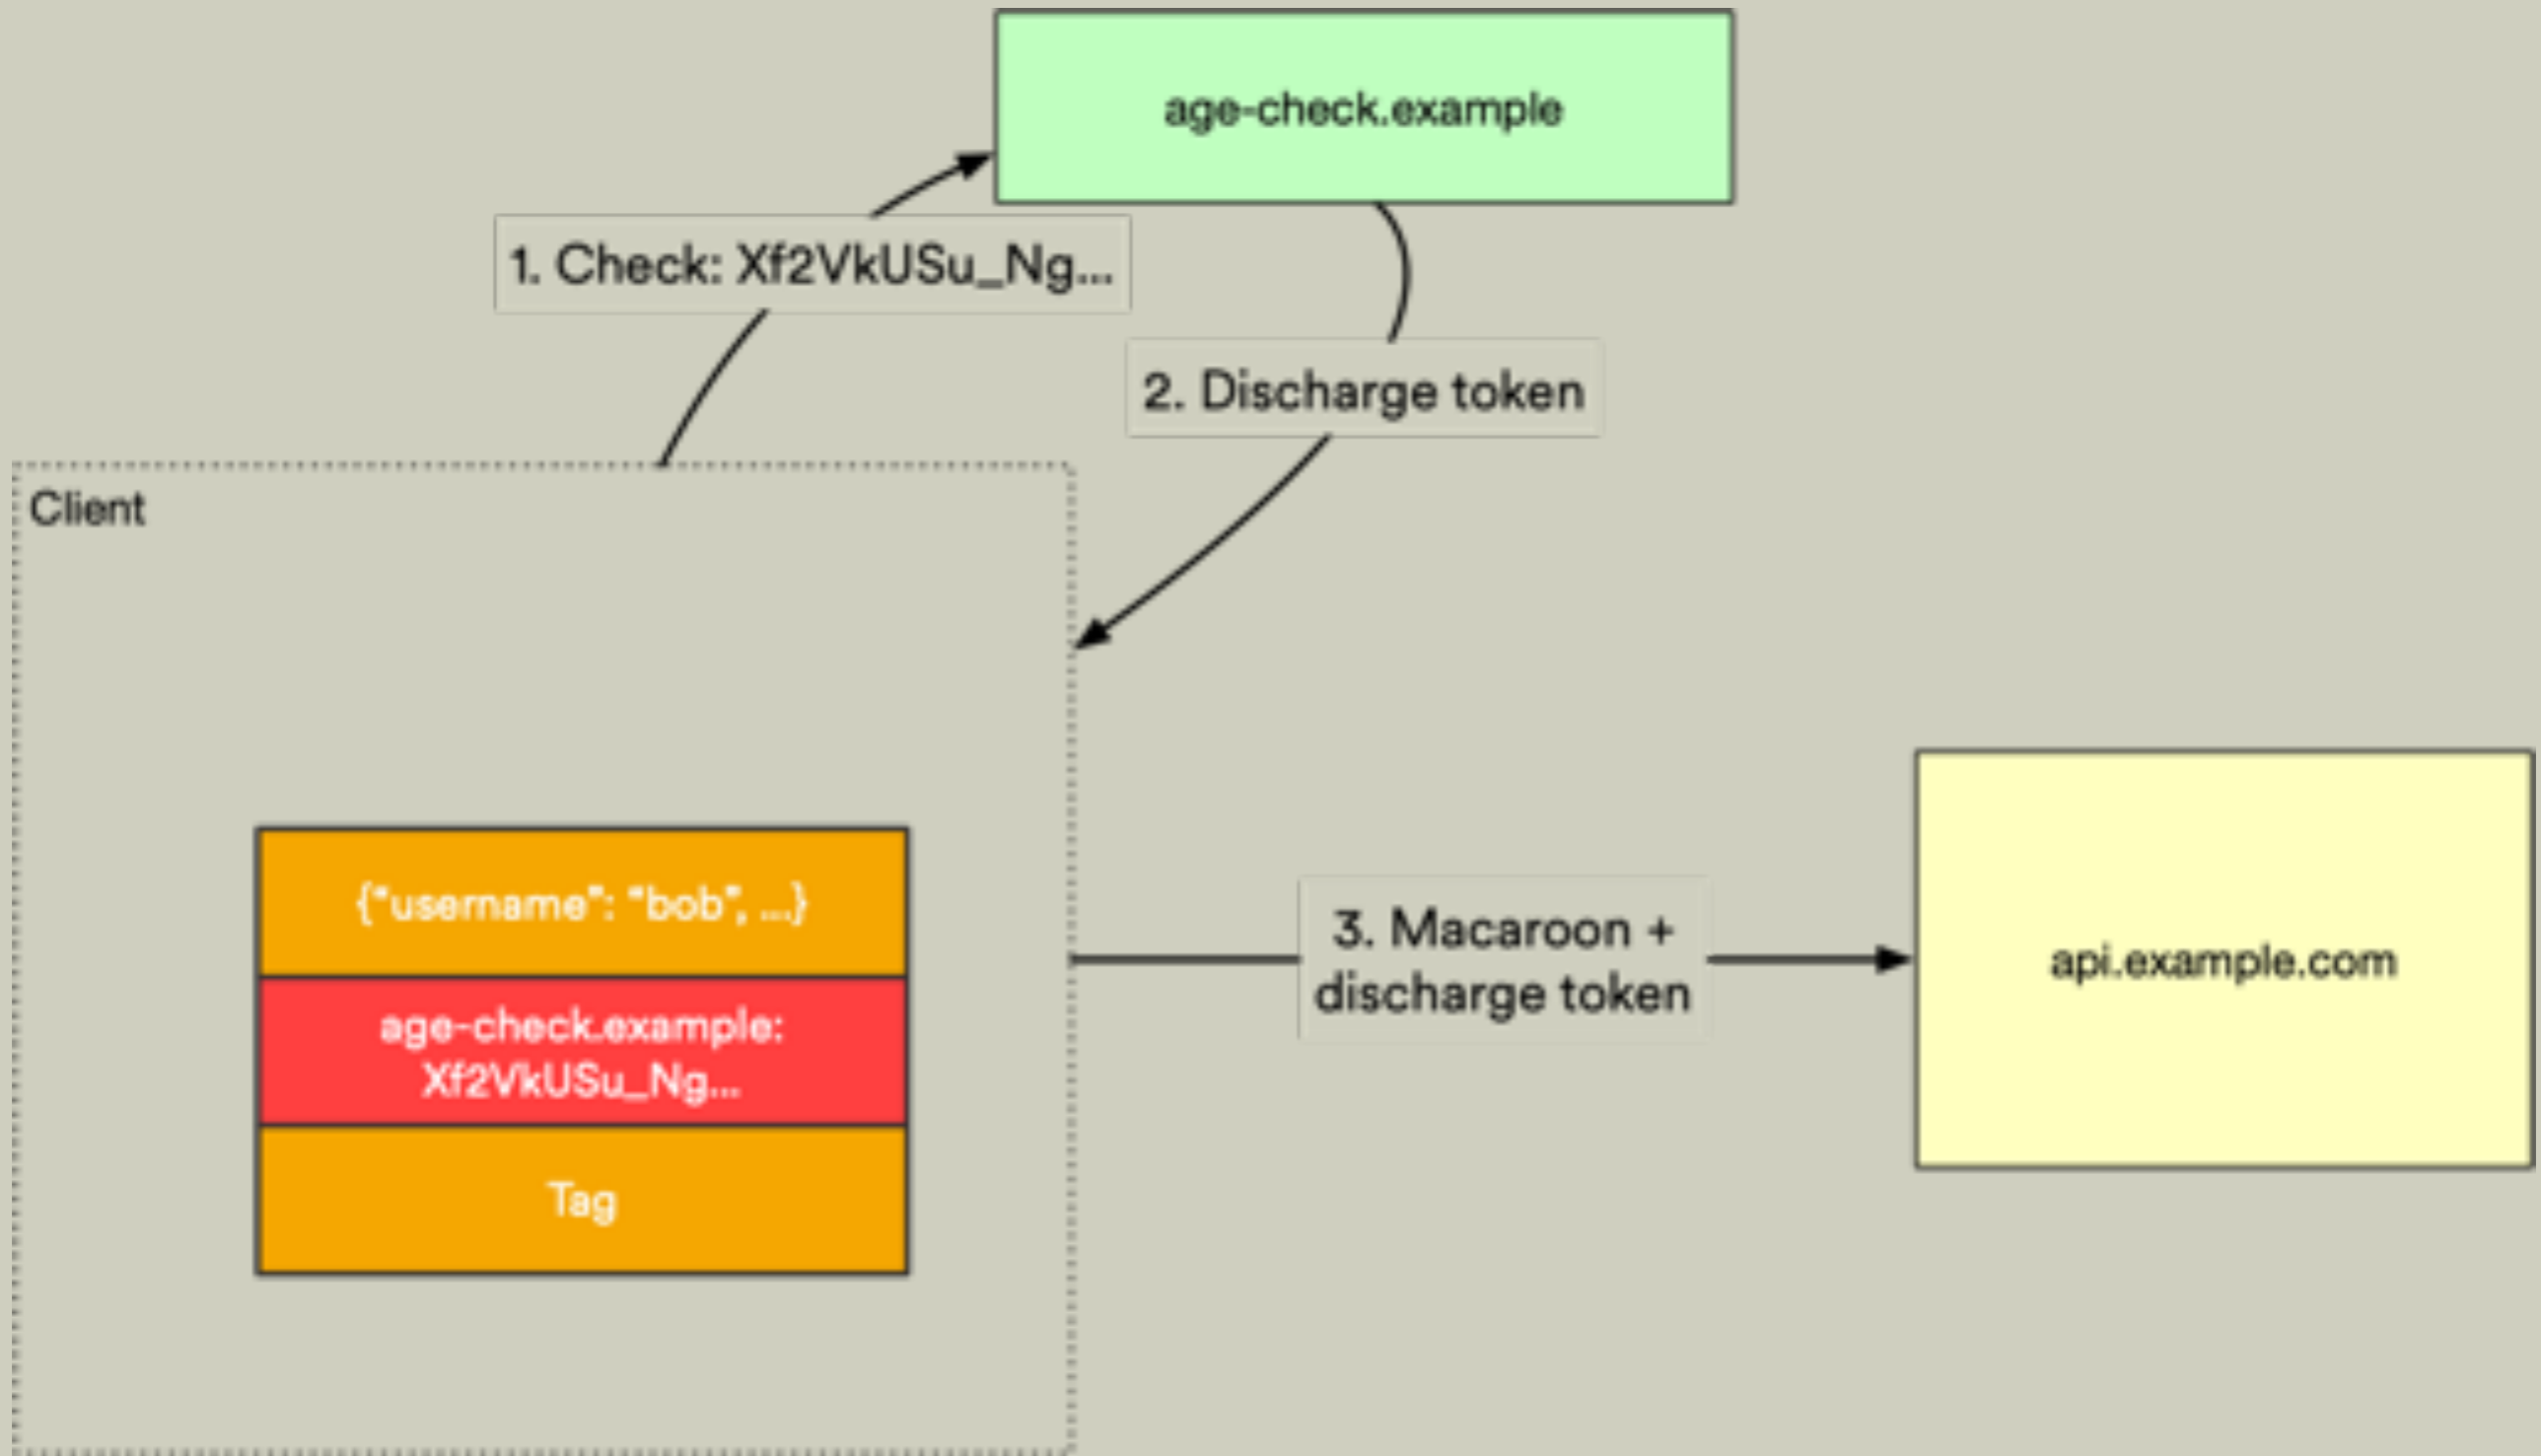 age-check.example
1. Check: Xf2VkUSu_Ng...
2. Discharge token
Client
{“username”: “bob”, ...}
age-check.example:
Xf2VkUSu_Ng...
Tag
3. Macaroon +
discharge token
api.example.com